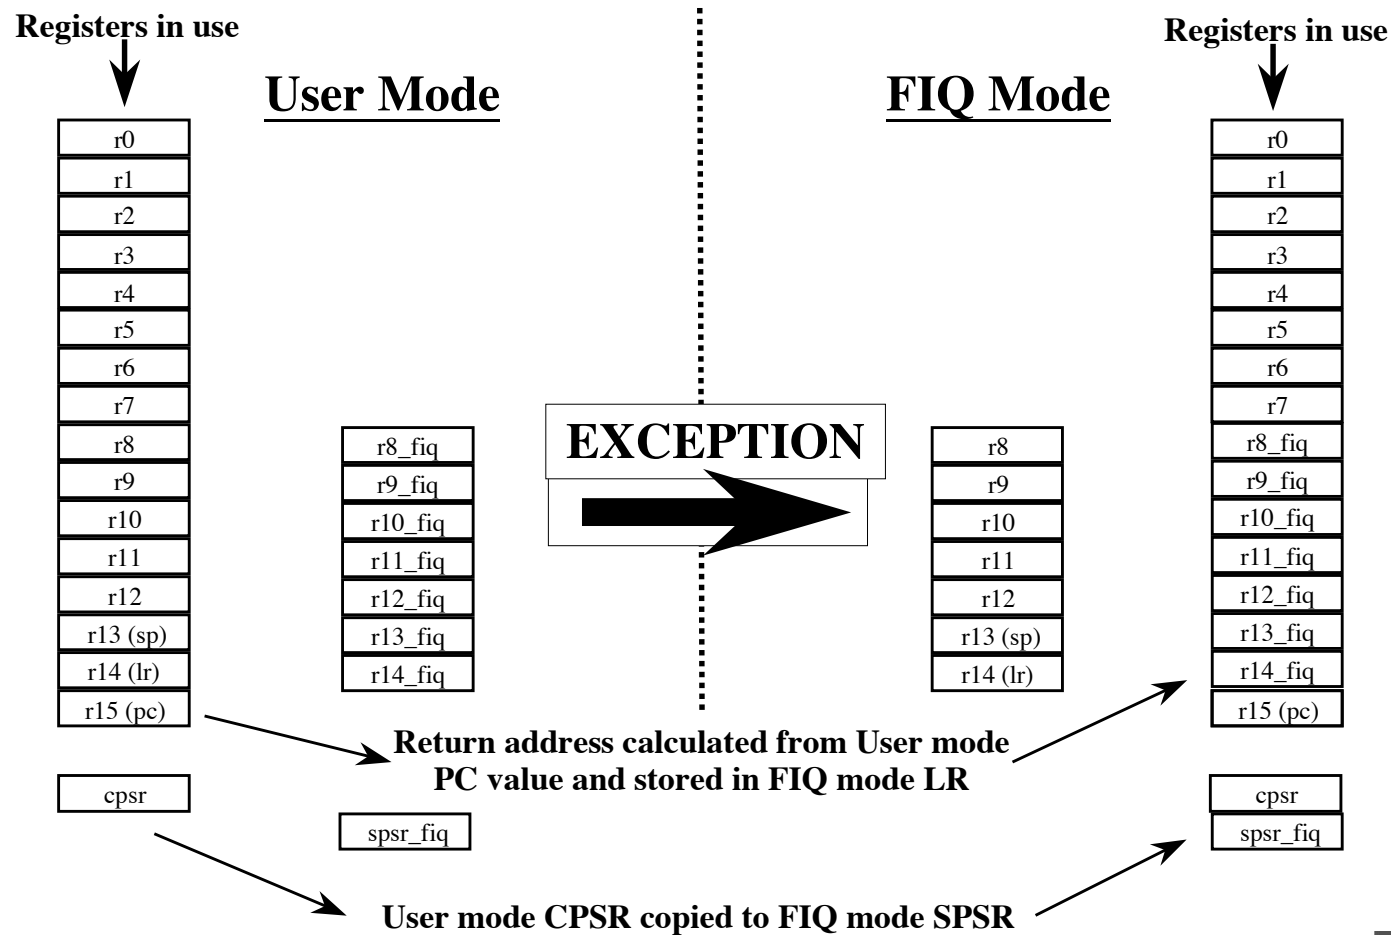 Registers in use
Registers in use
User Mode
FIQ Mode
r0
r1
r2
r3
r4
r5
r6
r7
r8
r9
r10
r11
r12
r13 (sp)
r14 (lr)
r15 (pc)
cpsr
r8_fiq
r9_fiq
r10_fiq
r11_fiq
r12_fiq
r13_fiq
r14_fiq
spsr_fiq
EXCEPTION
r8
r9
r10
r11
r12
r13 (sp)
r14 (lr)
r0
r1
r2
r3
r4
r5
r6
r7
r8_fiq
r9_fiq
r10_fiq
r11_fiq
r12_fiq
r13_fiq
r14_fiq
r15 (pc)
cpsr
spsr_fiq
Return address calculated from User mode
PC value and stored in FIQ mode LR
User mode CPSR copied to FIQ mode SPSR